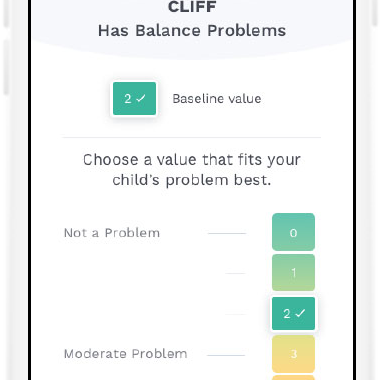 CLIFF
Has Balance Problems
2 ✓ Baseline value
Choose a value that fits your
child's problem best.
Not a Problem 0
1
2 ✓
Moderate Problem 3